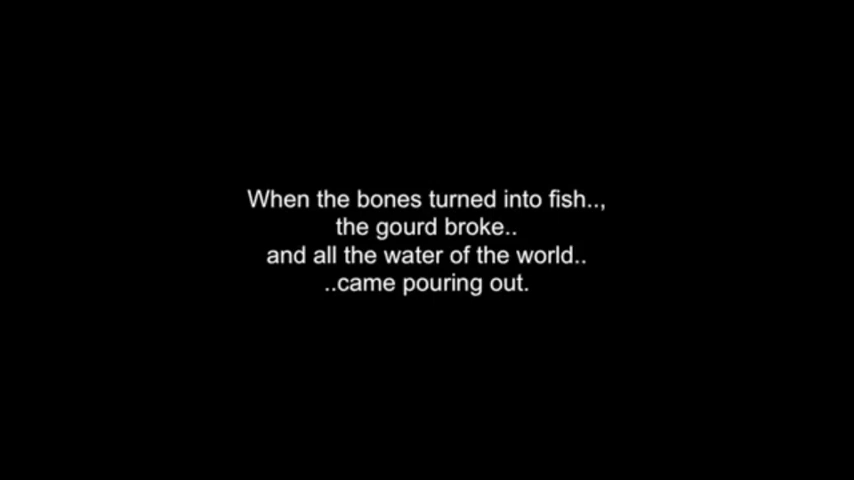 When the bones turned into fish..,
the gourd broke..
and all the water of the world..
..came pouring out.